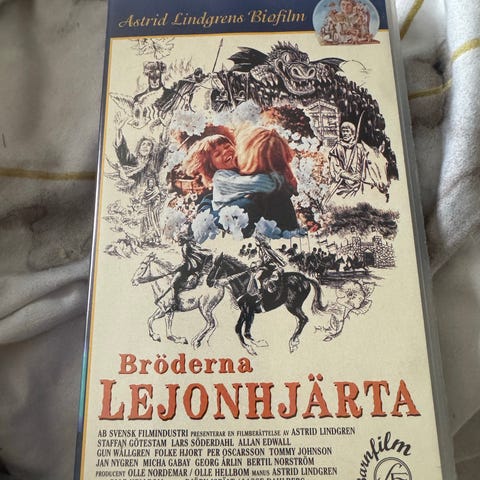 Astrid Lindgrens Biofilm
Bröderna
LEJONHJÄRTA
AB SVENSK FILMINDUSTRI PRESENTERAR EN FILMBERÄTTELSE AV ASTRID LINDGREN
STAFFAN GÖTESTAM LARS SÖDERDAHL ALLAN EDWALL
GUN WÅLLGREN FOLKE HJORT PER OSCARSSON TOMMY JOHNSON
JAN NYGREN MICHA GABAY GEORG ÅRLIN BERTIL NORSTRÖM
PRODUCENT OLLE NORDEMAR / OLLE HELLBOM MANUS ASTRID LINDGREN
barnfilm